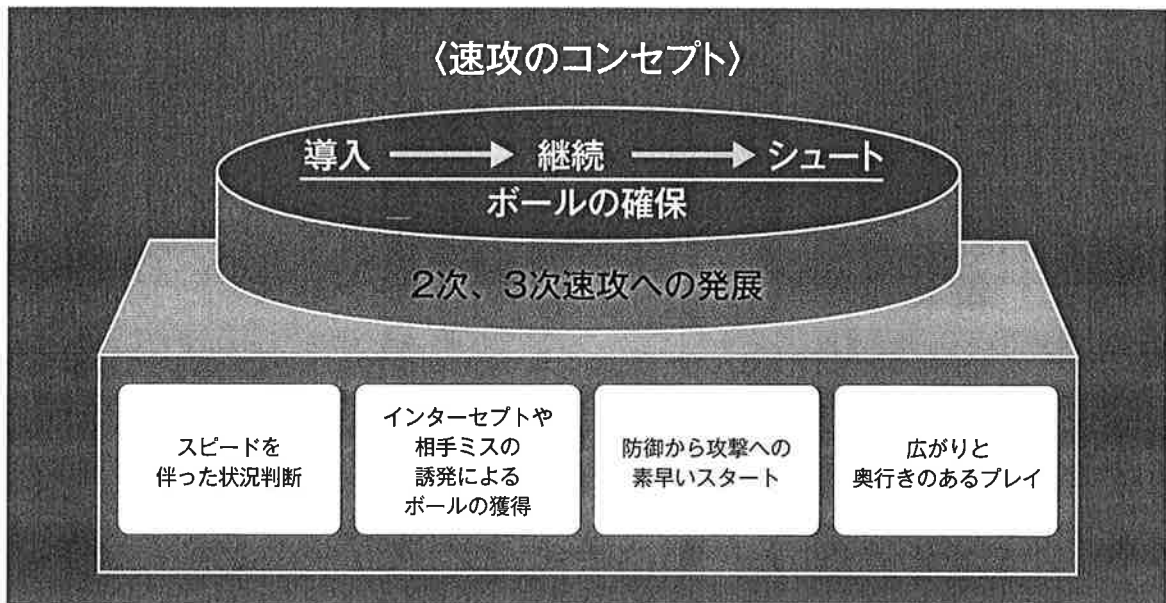 〈速攻のコンセプト〉
導入 → 継続 → シュート
ボールの確保
2次、3次速攻への発展
スピードを
伴った状況判断
インターセプトや
相手ミスの
誘発による
ボールの獲得
防御から攻撃への
素早いスタート
広がりと
奥行きのあるプレイ